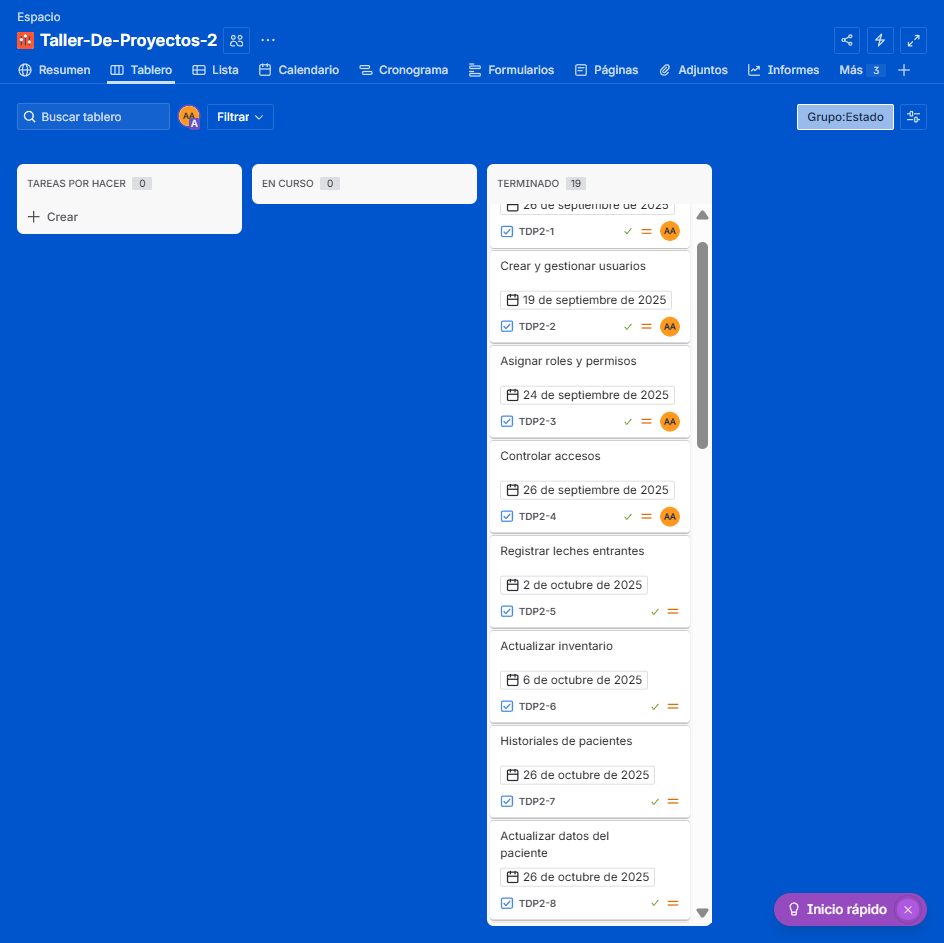 Espacio
Taller-De-Proyectos-2
Resumen Tablero Lista Calendario Cronograma Formularios Páginas Adjuntos Informes Más 3
Buscar tablero AA A Filtrar Grupo:Estado
TAREAS POR HACER 0
Crear
EN CURSO 0
TERMINADO 19
26 de septiembre de 2025
TDP2-1 AA
Crear y gestionar usuarios
19 de septiembre de 2025
TDP2-2 AA
Asignar roles y permisos
24 de septiembre de 2025
TDP2-3 AA
Controlar accesos
26 de septiembre de 2025
TDP2-4 AA
Registrar leches entrantes
2 de octubre de 2025
TDP2-5
Actualizar inventario
6 de octubre de 2025
TDP2-6
Historiales de pacientes
26 de octubre de 2025
TDP2-7
Actualizar datos del
paciente
26 de octubre de 2025
TDP2-8
Inicio rápido